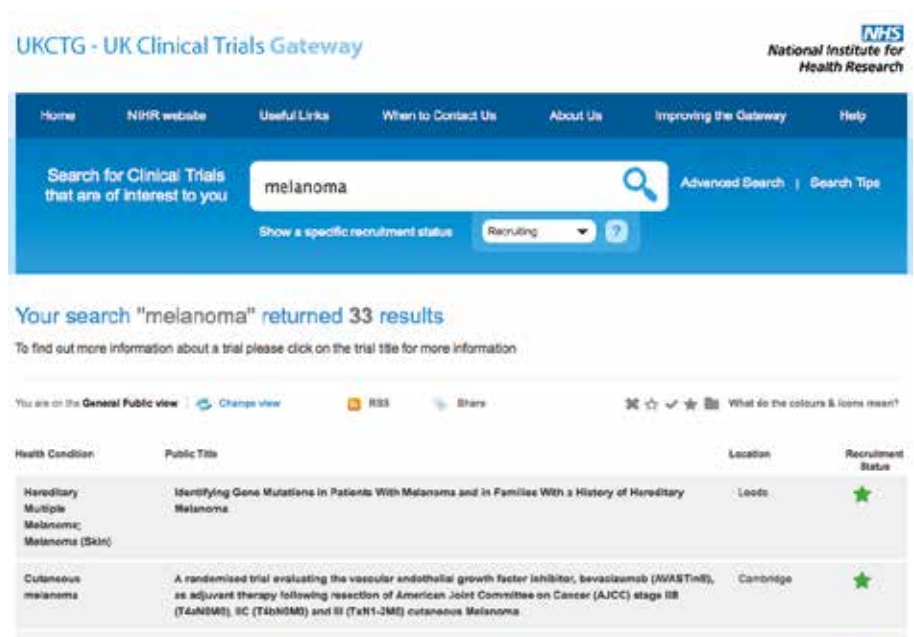 UKCTG - UK Clinical Trials Gateway
NHS
National Institute for
Health Research
Home NIHR website Useful Links When to Contact Us About Us Improving the Gateway Help
Search for Clinical Trials
that are of interest to you
melanoma
Advanced Search | Search Tips
Show a specific recruitment status Recruiting ?
Your search "melanoma" returned 33 results
To find out more information about a trial please click on the trial title for more information
You are on the General Public view Change view RSS Share What do the colours & icons mean?
Health Condition Public Title Location Recruitment
Status
Hereditary Identifying Gene Mutations in Patients With Melanoma and in Families With a History of Hereditary Leeds
Multiple Melanoma
Melanoma;
Melanoma (Skin)
Cutaneous A randomised trial evaluating the vascular endothelial growth factor inhibitor, bevacizumab (AVASTin®), Cambridge
melanoma as adjuvant therapy following resection of American Joint Committee on Cancer (AJCC) stage IIB
(T4aN0M0), IIC (T4bN0M0) and III (TxN1-3M0) cutaneous Melanoma